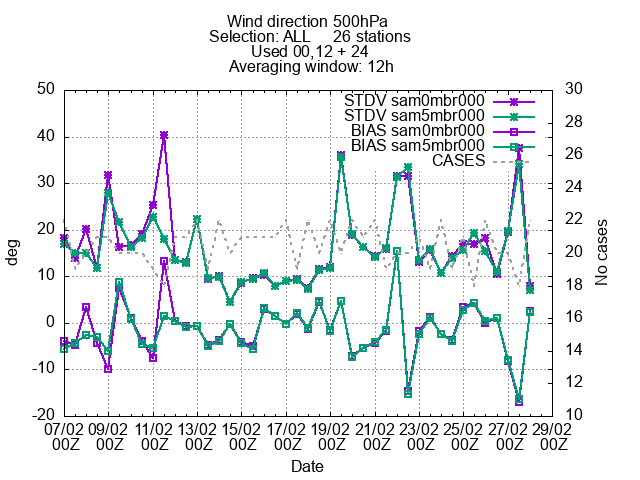 Wind direction 500hPa
Selection: ALL 26 stations
Used 00,12 + 24
Averaging window: 12h
STDV sam0mbr000
STDV sam5mbr000
BIAS sam0mbr000
BIAS sam5mbr000
CASES
50
40
30
20
10
0
-10
-20
deg
30
28
26
24
22
20
18
16
14
12
10
No cases
07/02 09/02 11/02 13/02 15/02 17/02 19/02 21/02 23/02 25/02 27/02 29/02
00Z 00Z 00Z 00Z 00Z 00Z 00Z 00Z 00Z 00Z 00Z 00Z
Date